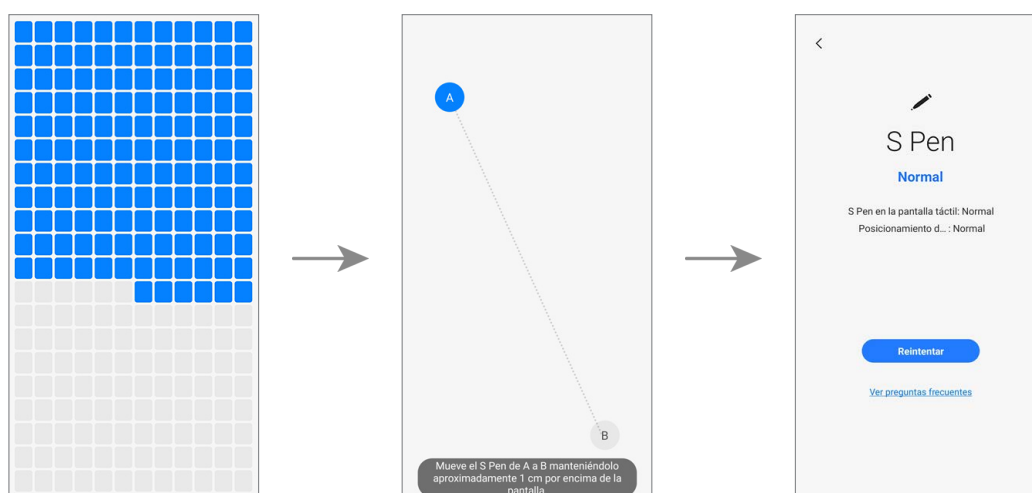 A
B
Mueve el S Pen de A a B manteniéndolo
aproximadamente 1 cm por encima de la
pantalla
S Pen
Normal
S Pen en la pantalla táctil: Normal
Posicionamiento d... : Normal
Reintentar
Ver preguntas frecuentes